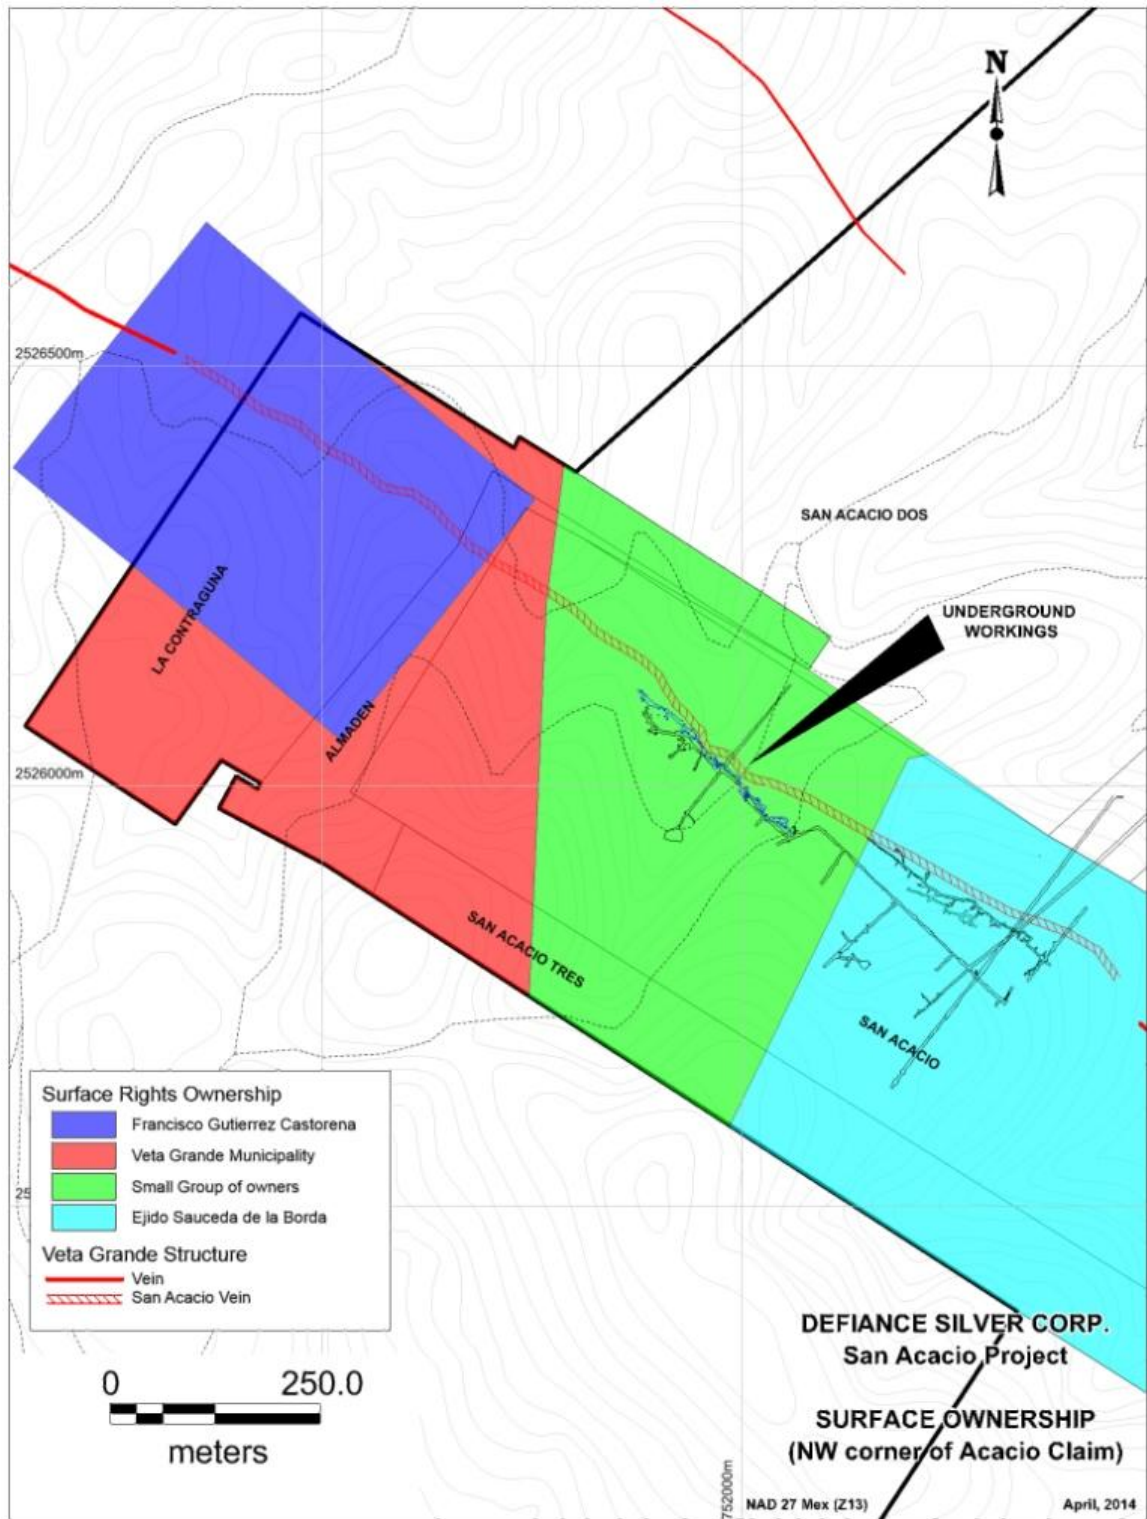 N
2526500m
SAN ACACIO DOS
UNDERGROUND
WORKINGS
LA CONTRAGUNA
ALMADEN
2526000m
SAN ACACIO TRES
SAN ACACIO
Surface Rights Ownership
Francisco Gutierrez Castorena
Veta Grande Municipality
Small Group of owners
Ejido Sauceda de la Borda
Veta Grande Structure
Vein
San Acacio Vein
0 250.0
meters
DEFIANCE SILVER CORP.
San Acacio Project
SURFACE OWNERSHIP
(NW corner of Acacio Claim)
752000m
NAD 27 Mex (Z13)
April, 2014